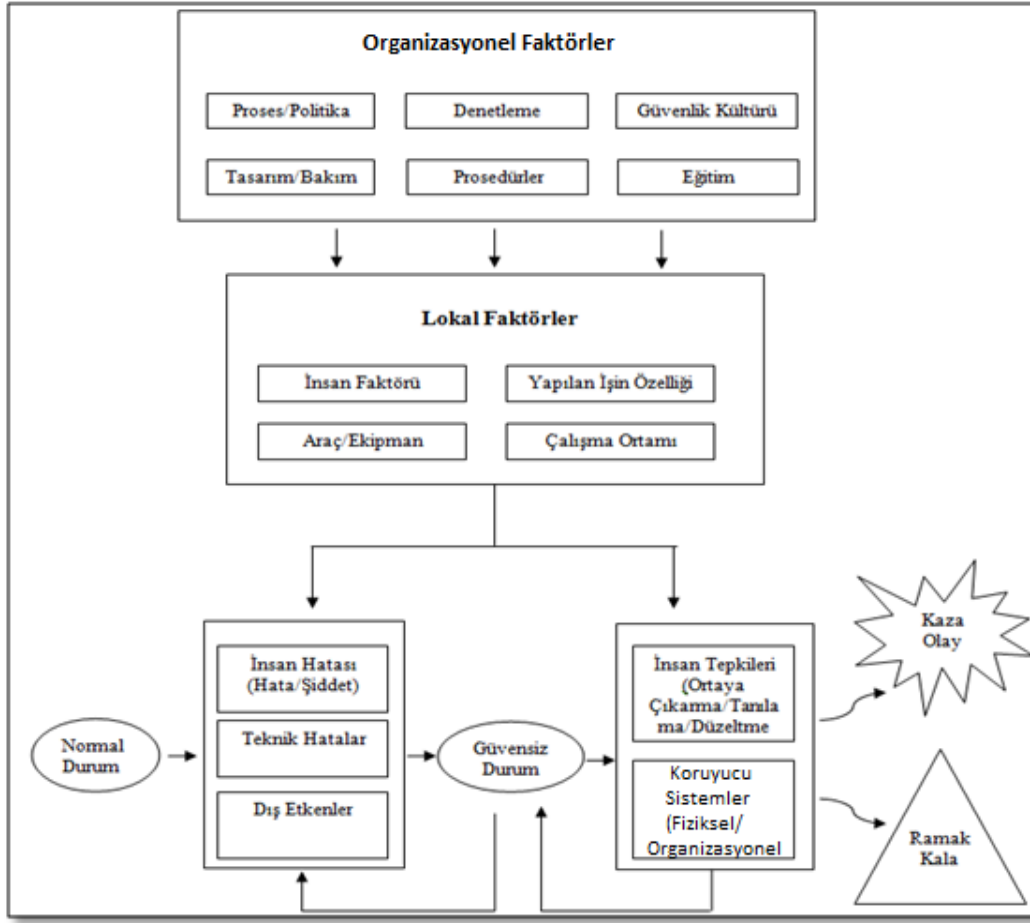 Organizasyonel Faktörler
Proses/Politika
Denetleme
Güvenlik Kültürü
Tasarım/Bakım
Prosedürler
Eğitim
Lokal Faktörler
İnsan Faktörü
Yapılan İşin Özelliği
Araç/Ekipman
Çalışma Ortamı
Normal
Durum
İnsan Hatası
(Hata/Şiddet)
Teknik Hatalar
Dış Etkenler
Güvensiz
Durum
İnsan Tepkileri
(Ortaya
Çıkarma/Tanıla
ma/Düzeltme
Koruyucu
Sistemler
(Fiziksel/
Organizasyonel
Kaza
Olay
Ramak
Kala